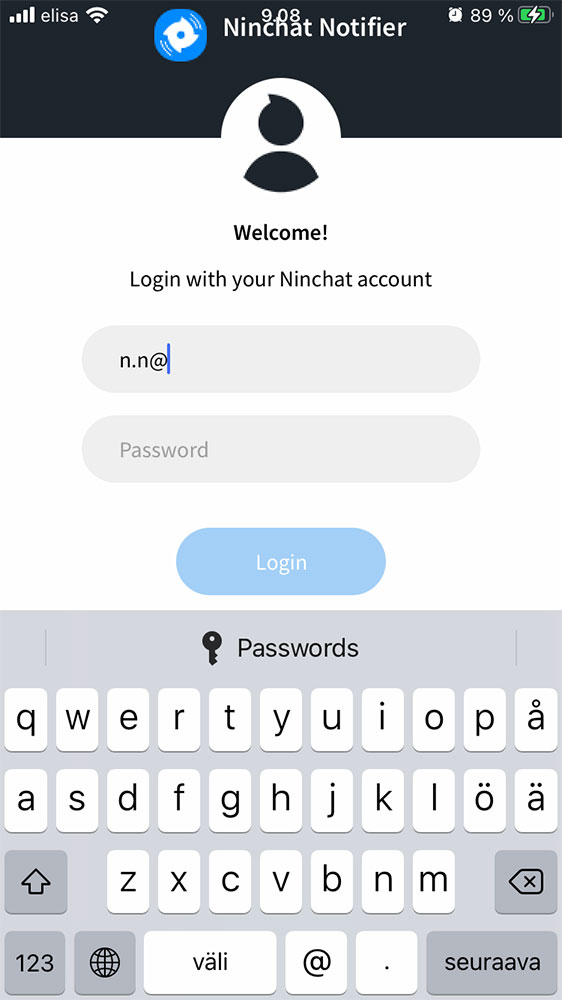 elisa 9.08 89 %
Ninchat Notifier
Welcome!
Login with your Ninchat account
n.n@
Password
Login
Passwords
q w e r t y u i o p å
a s d f g h j k l ö ä
z x c v b n m
123 väli @ . seuraava